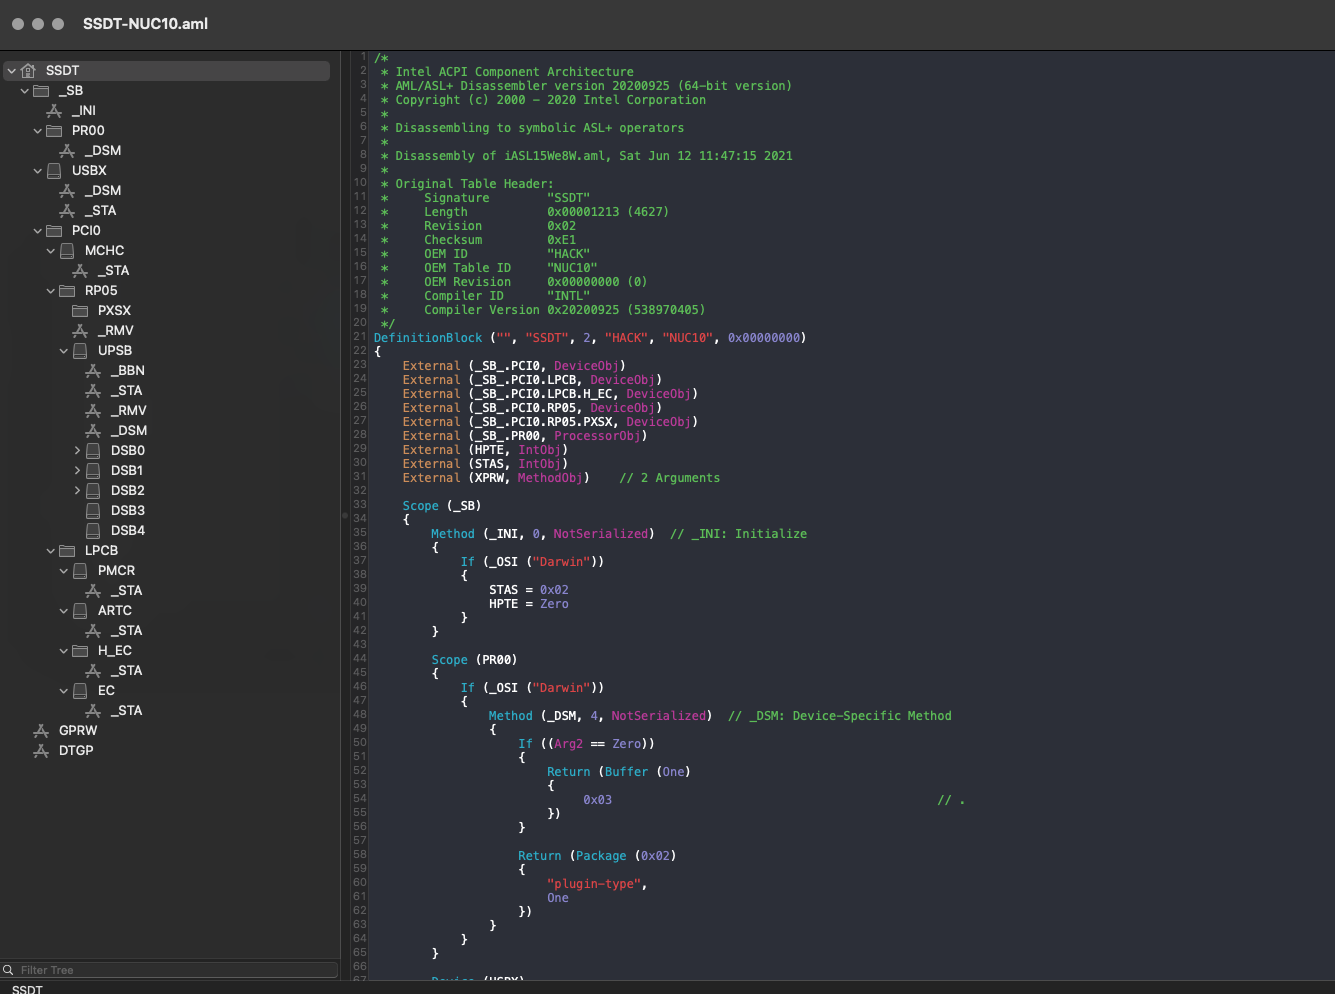 SSDT-NUC10.aml
SSDT
_SB
_INI
PR00
_DSM
USBX
_DSM
_STA
PCI0
MCHC
_STA
RP05
PXSX
_RMV
UPSB
_BBN
_STA
_RMV
_DSM
DSB0
DSB1
DSB2
DSB3
DSB4
LPCB
PMCR
_STA
ARTC
_STA
H_EC
_STA
EC
_STA
GPRW
DTGP
Filter Tree
SSDT
1 /*
2 * Intel ACPI Component Architecture
3 * AML/ASL+ Disassembler version 20200925 (64-bit version)
4 * Copyright (c) 2000 - 2020 Intel Corporation
5 *
6 * Disassembling to symbolic ASL+ operators
7 *
8 * Disassembly of iASL15We8W.aml, Sat Jun 12 11:47:15 2021
9 *
10 * Original Table Header:
11 *     Signature        "SSDT"
12 *     Length           0x00001213 (4627)
13 *     Revision         0x02
14 *     Checksum         0xE1
15 *     OEM ID           "HACK"
16 *     OEM Table ID     "NUC10"
17 *     OEM Revision     0x00000000 (0)
18 *     Compiler ID      "INTL"
19 *     Compiler Version 0x20200925 (538970405)
20 */
21 DefinitionBlock ("", "SSDT", 2, "HACK", "NUC10", 0x00000000)
22 {
23     External (_SB_.PCI0, DeviceObj)
24     External (_SB_.PCI0.LPCB, DeviceObj)
25     External (_SB_.PCI0.LPCB.H_EC, DeviceObj)
26     External (_SB_.PCI0.RP05, DeviceObj)
27     External (_SB_.PCI0.RP05.PXSX, DeviceObj)
28     External (_SB_.PR00, ProcessorObj)
29     External (HPTE, IntObj)
30     External (STAS, IntObj)
31     External (XPRW, MethodObj)    // 2 Arguments
32
33     Scope (_SB)
34     {
35         Method (_INI, 0, NotSerialized)  // _INI: Initialize
36         {
37             If (_OSI ("Darwin"))
38             {
39                 STAS = 0x02
40                 HPTE = Zero
41             }
42         }
43
44         Scope (PR00)
45         {
46             If (_OSI ("Darwin"))
47             {
48                 Method (_DSM, 4, NotSerialized)  // _DSM: Device-Specific Method
49                 {
50                     If ((Arg2 == Zero))
51                     {
52                         Return (Buffer (One)
53                         {
54                              0x03                                             // .
55                         })
56                     }
57
58                     Return (Package (0x02)
59                     {
60                         "plugin-type",
61                         One
62                     })
63                 }
64             }
65         }
66
67         Device (USBX)